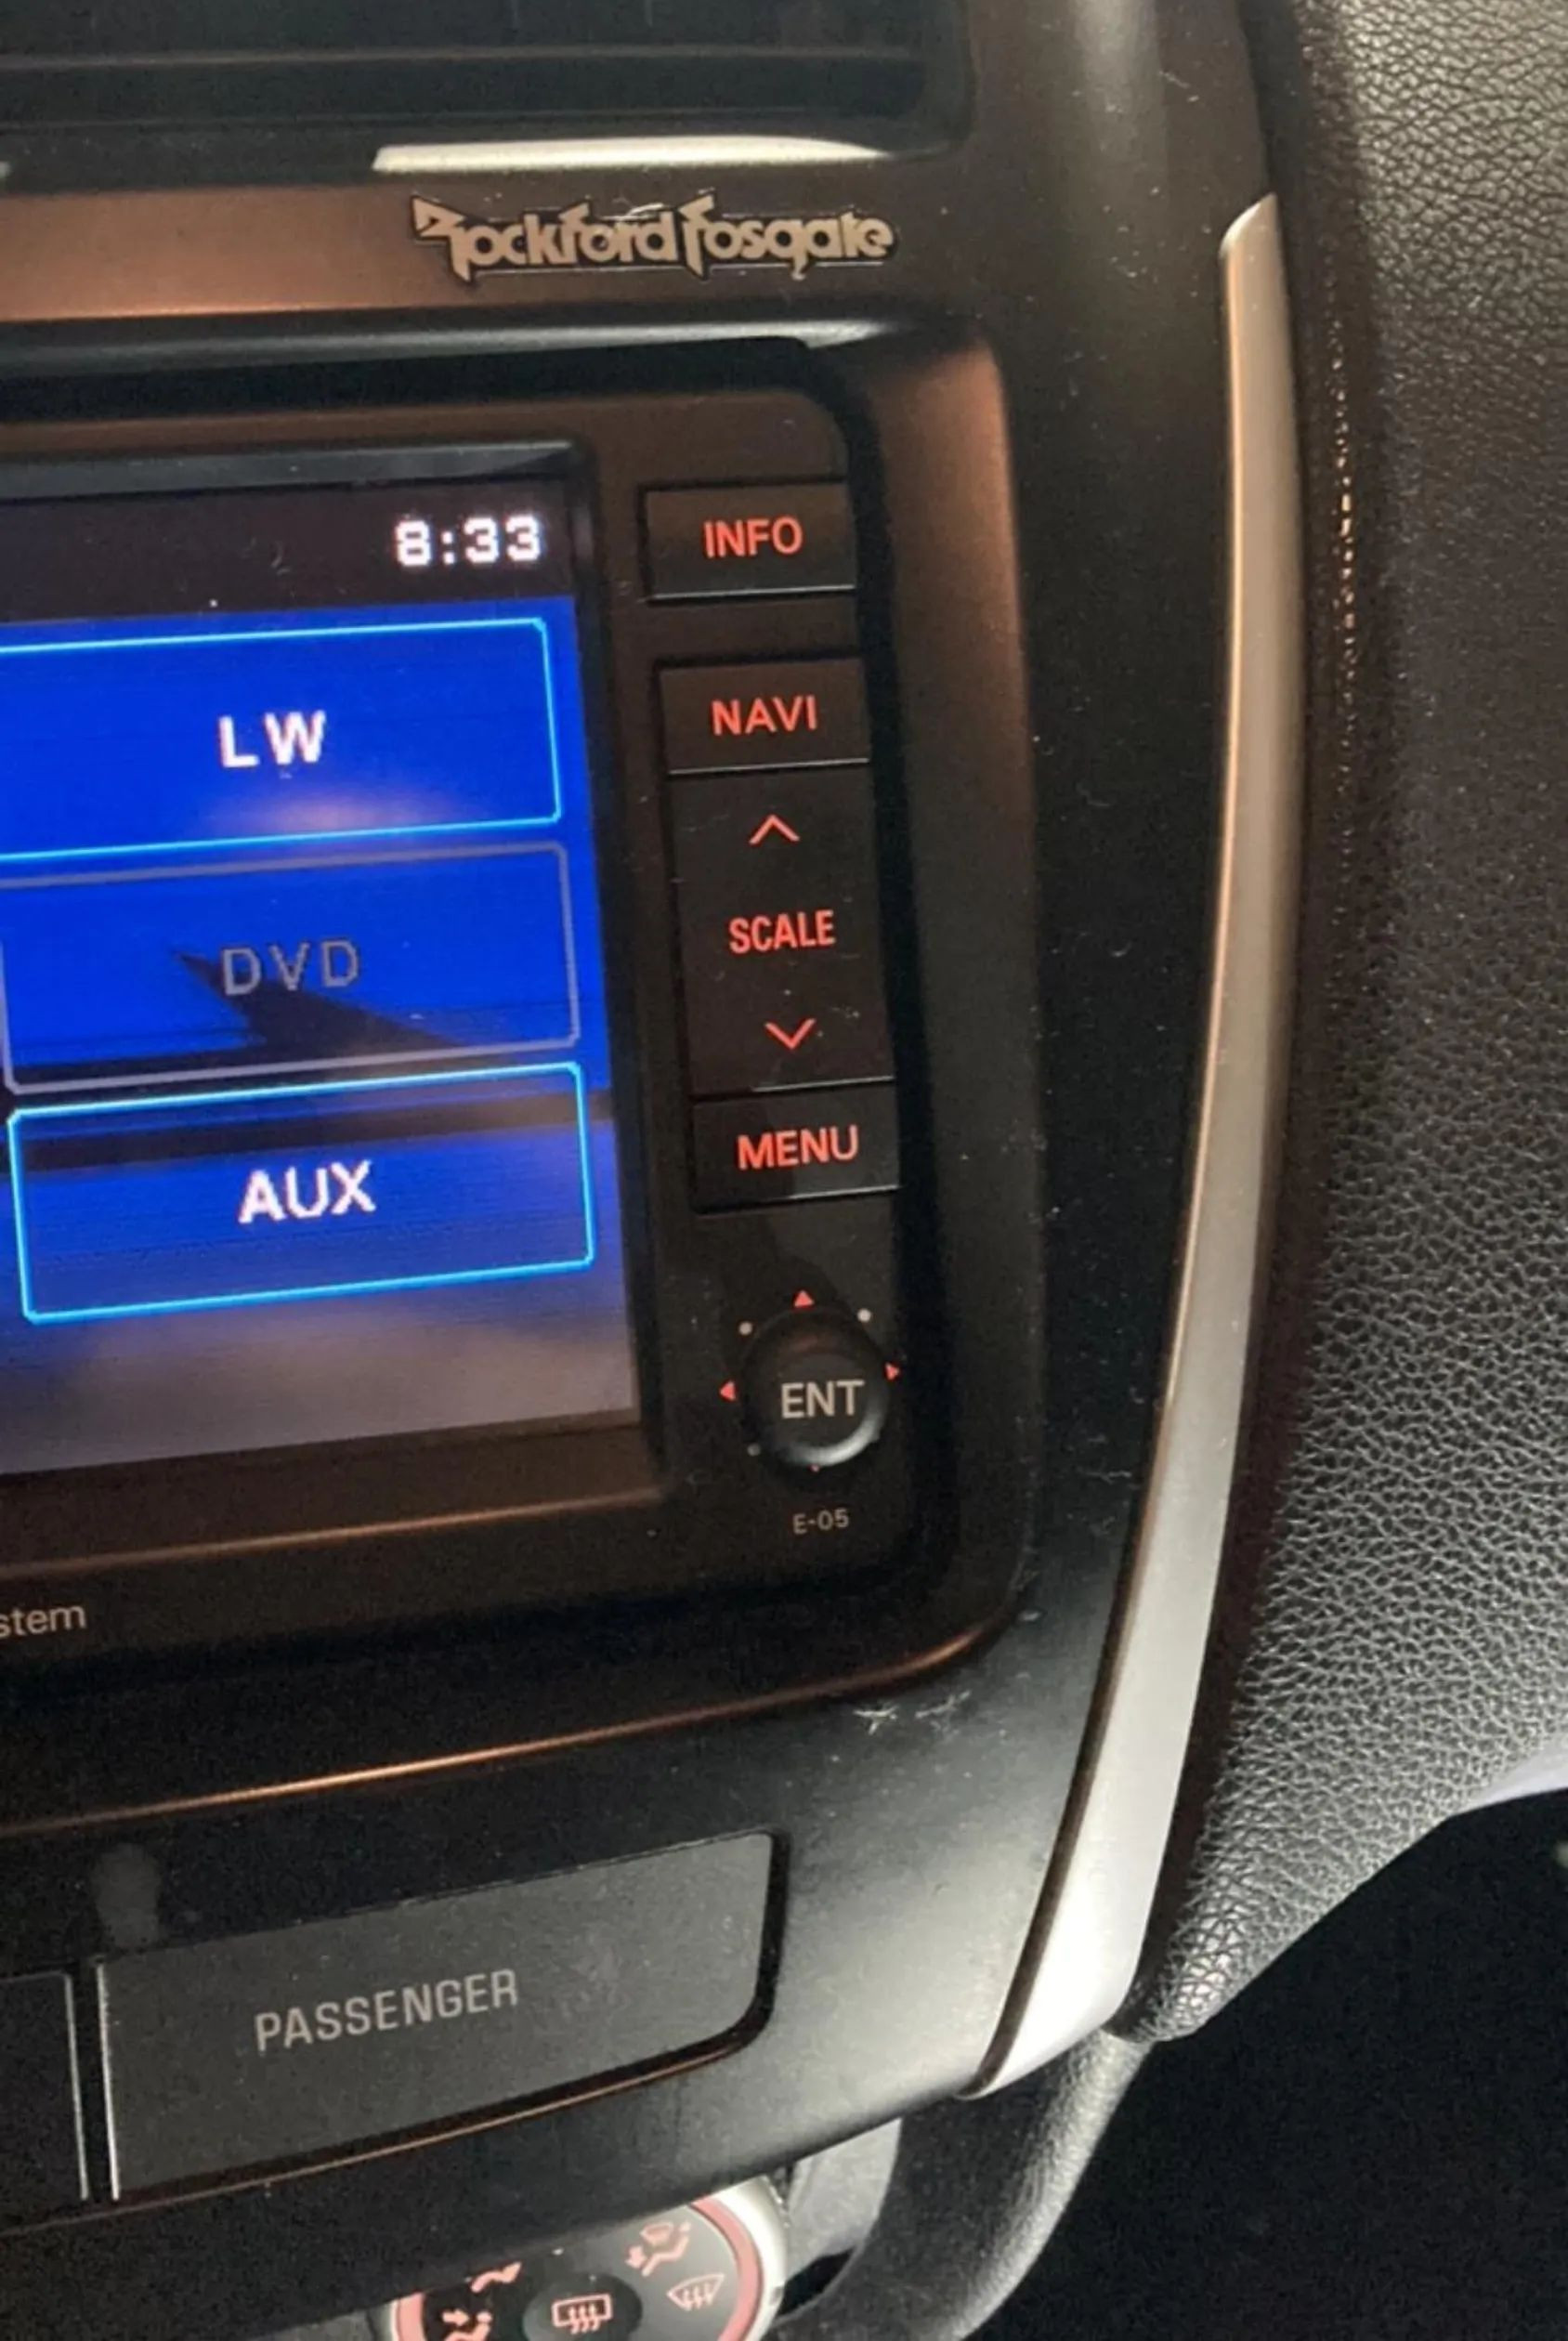 Rockford Fosgate
8:33
INFO
LW
NAVI
SCALE
DVD
MENU
AUX
ENT
E-05
stem
PASSENGER